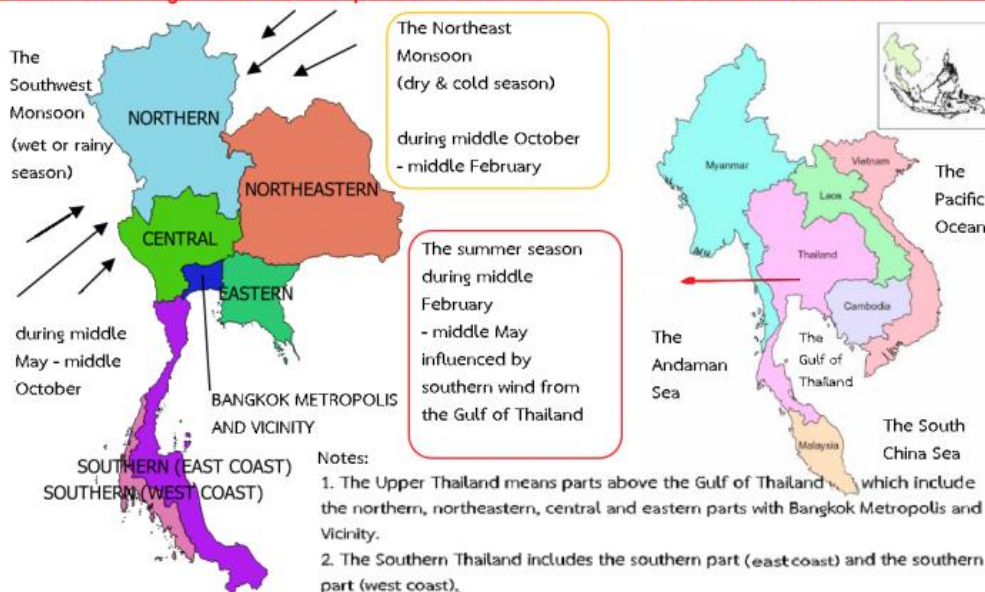 The
Southwest
Monsoon
(wet or rainy
season)
NORTHERN
The Northeast
Monsoon
(dry & cold season)
during middle October
- middle February
NORTHEASTERN
CENTRAL
EASTERN
The summer season
during middle
February
- middle May
influenced by
southern wind from
the Gulf of Thailand
during middle
May - middle
October
BANGKOK METROPOLIS
AND VICINITY
SOUTHERN (EAST COAST)
SOUTHERN (WEST COAST)
Myanmar
Vietnam
Laos
Thailand
Cambodia
Malaysia
The
Pacific
Ocean
The
Andaman
Sea
The
Gulf of
Thailand
The South
China Sea
Notes:
1. The Upper Thailand means parts above the Gulf of Thailand which include
the northern, northeastern, central and eastern parts with Bangkok Metropolis and
Vicinity.
2. The Southern Thailand includes the southern part (east coast) and the southern
part (west coast).